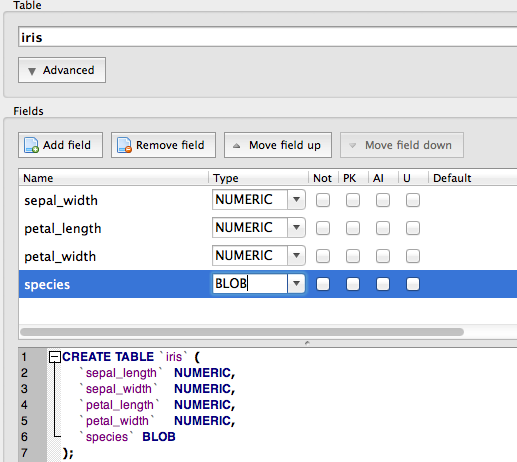 Table
iris
Advanced
Fields
Add field Remove field Move field up Move field down
Name Type Not PK AI U Default
sepal_width NUMERIC
petal_length NUMERIC
petal_width NUMERIC
species BLOB
1 CREATE TABLE `iris` (
2 `sepal_length` NUMERIC,
3 `sepal_width` NUMERIC,
4 `petal_length` NUMERIC,
5 `petal_width` NUMERIC,
6 `species` BLOB
7 );